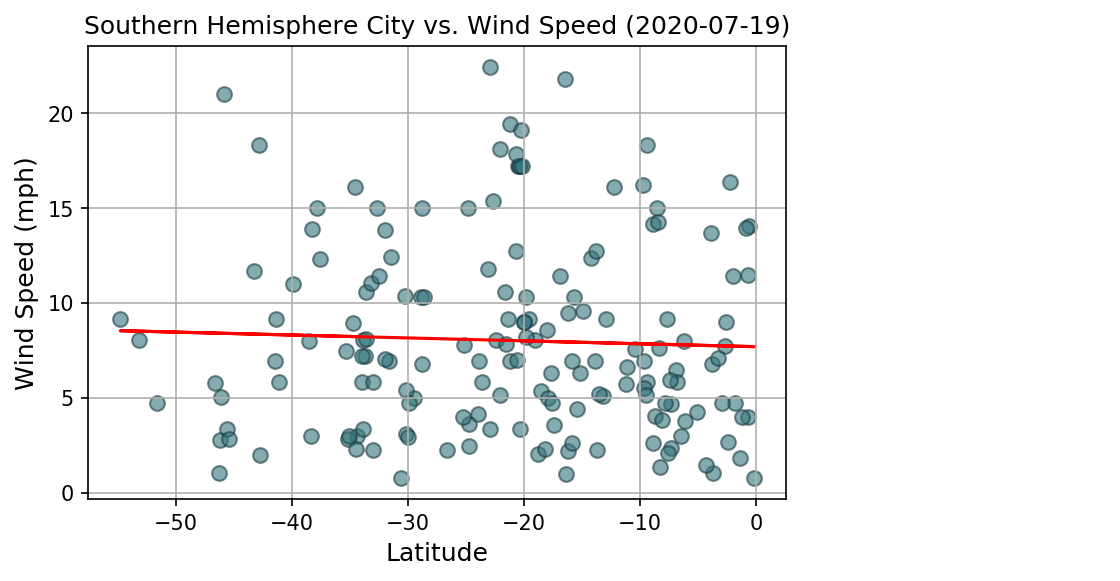 Southern Hemisphere City vs. Wind Speed (2020-07-19)
Wind Speed (mph)
20
15
10
5
0
−50 −40 −30 −20 −10 0
Latitude